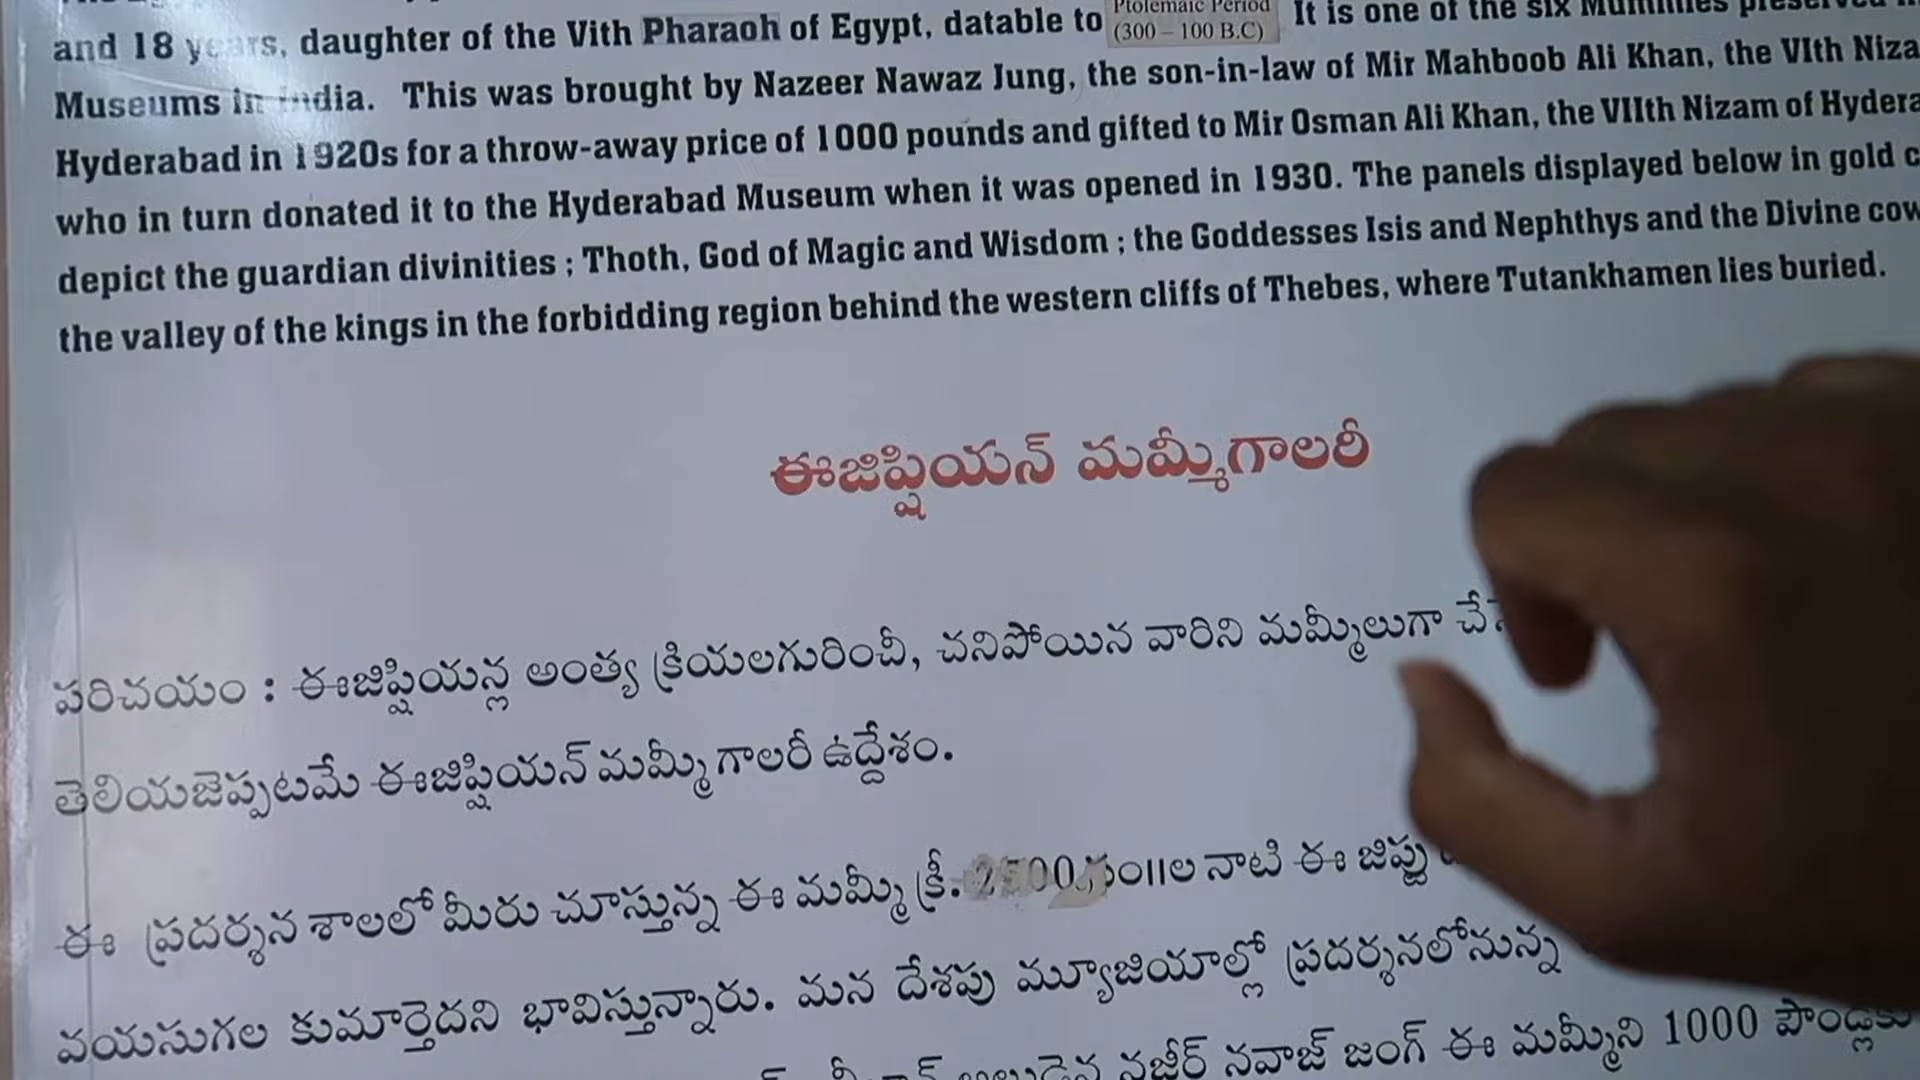 Ptolemaic Period
and 18 years, daughter of the Vith Pharaoh of Egypt, datable to (300 – 100 B.C) It is one of the six Mummies preserved
Museums in India. This was brought by Nazeer Nawaz Jung, the son-in-law of Mir Mahboob Ali Khan, the VIth Niza
Hyderabad in 1920s for a throw-away price of 1000 pounds and gifted to Mir Osman Ali Khan, the VIIth Nizam of Hydera
who in turn donated it to the Hyderabad Museum when it was opened in 1930. The panels displayed below in gold c
depict the guardian divinities ; Thoth, God of Magic and Wisdom ; the Goddesses Isis and Nephthys and the Divine cow
the valley of the kings in the forbidding region behind the western cliffs of Thebes, where Tutankhamen lies buried.
ఈజిప్షియన్ మమ్మీగాలరీ
పరిచయం : ఈజిప్షియన్ల అంత్య క్రియలగురించీ, చనిపోయిన వారిని మమ్మీలుగా
తెలియజెప్పటమే ఈజిప్షియన్ మమ్మీ గాలరీ ఉద్దేశం.
ఈ ప్రదర్శన శాలలో మీరు చూస్తున్న ఈ మమ్మీ క్రీ. 2500 సం॥ల నాటి ఈ జిప్టు
వయసుగల కుమార్తెదని భావిస్తున్నారు. మన దేశపు మ్యూజియాల్లో ప్రదర్శనలోనున్న
నజీర్ నవాజ్ జంగ్ ఈ మమ్మీని 1000 పౌండ్లకు